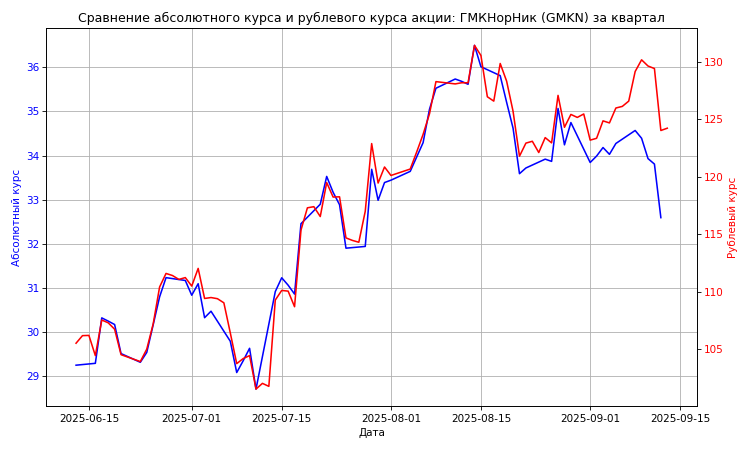 Сравнение абсолютного курса и рублевого курса акции: ГМКНорНик (GMKN) за квартал
36
35
34
33
32
31
30
29
Абсолютный курс
130
125
120
115
110
105
Рублевый курс
2025-06-15 2025-07-01 2025-07-15 2025-08-01 2025-08-15 2025-09-01 2025-09-15
Дата